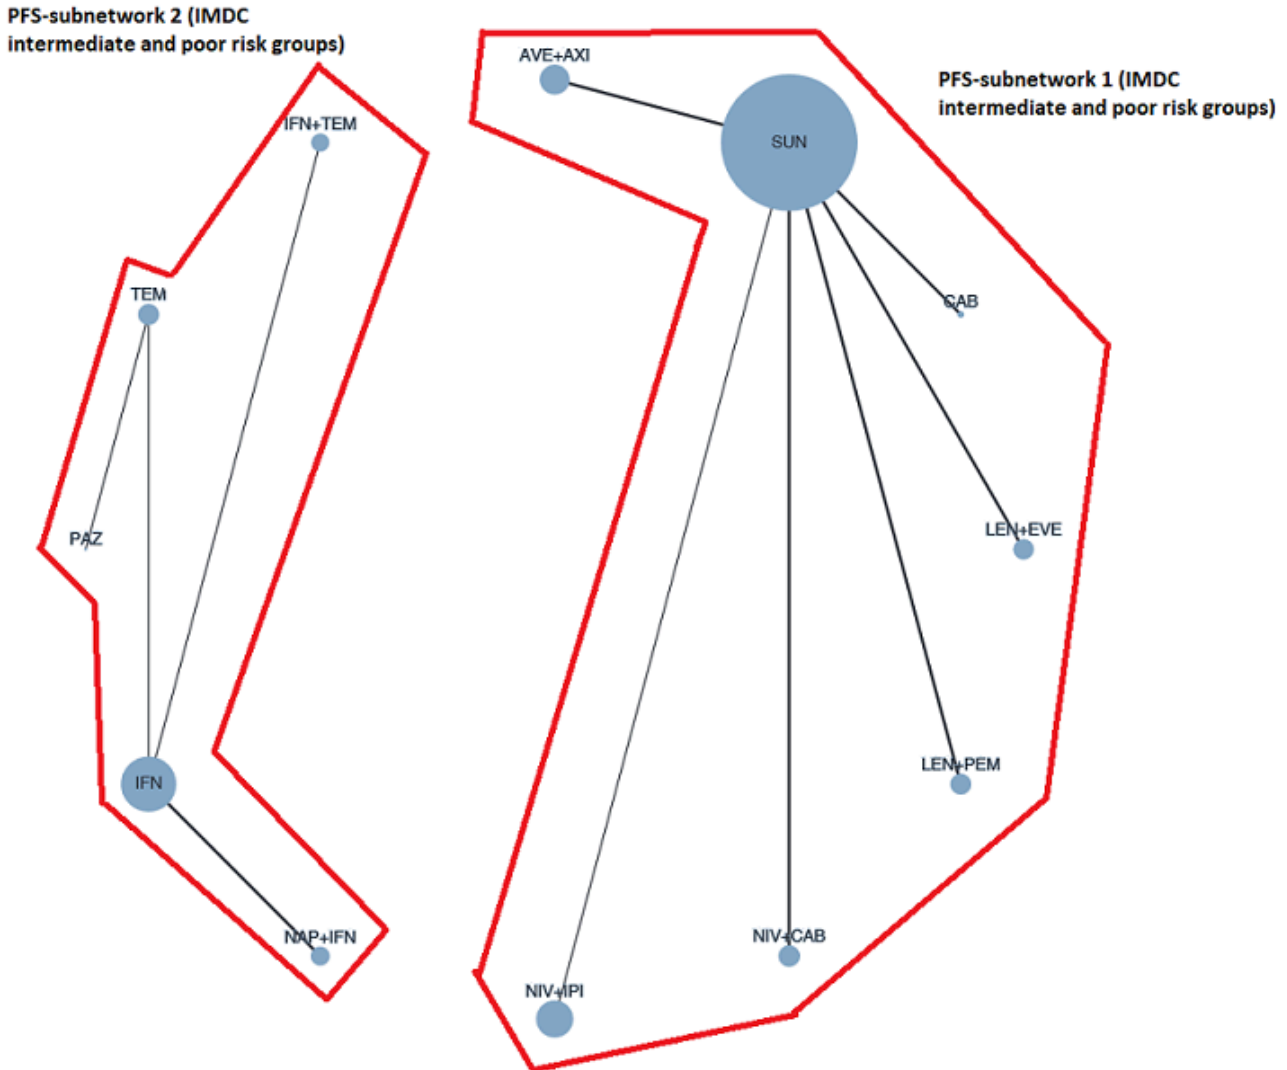 PFS-subnetwork 2 (IMDC
intermediate and poor risk groups)
AVE+AXI
PFS-subnetwork 1 (IMDC
intermediate and poor risk groups)
IFN+TEM
SUN
TEM
CAB
PAZ
LEN+EVE
IFN
LEN+PEM
NAP+IFN
NIV+CAB
NIV+IPI